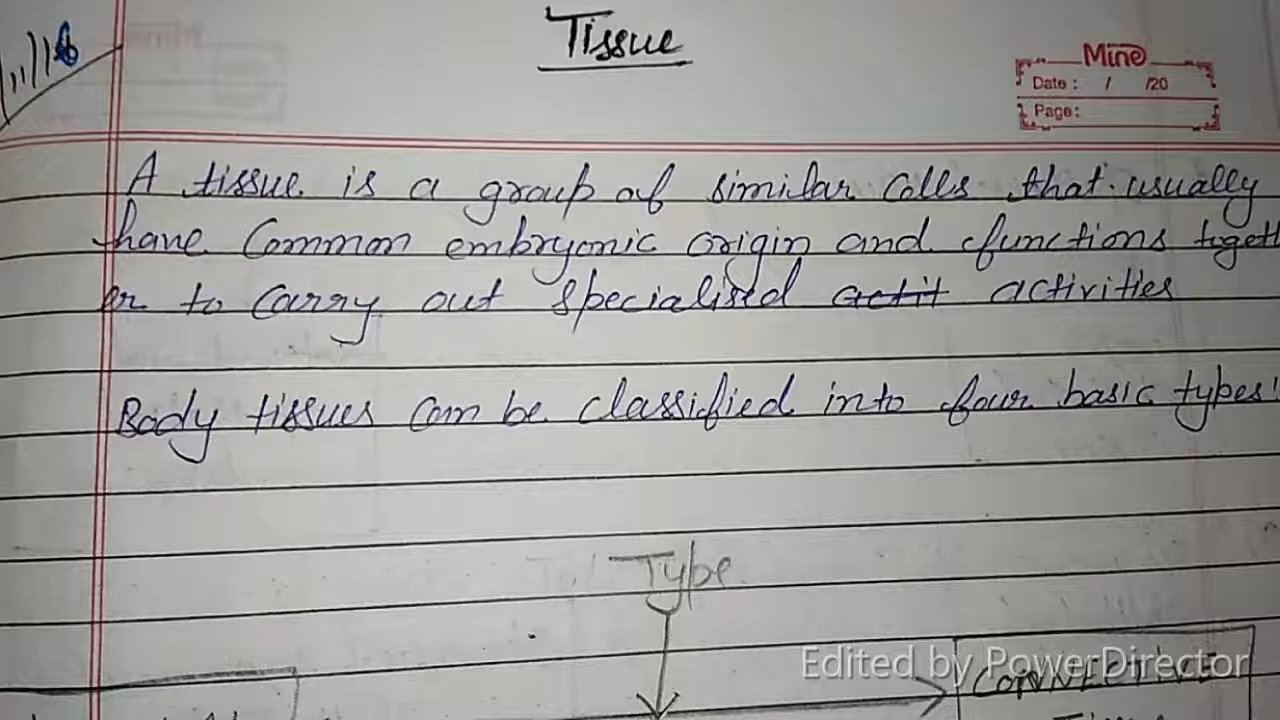 Tissue
Mine
Date : / /20
Page:
A tissue is a group of similar cells that usually
have Common embryonic origin and functions togeth
er to carry out specialised actit activities
Body tissues can be classified into four basic types
Type
Edited by PowerDirector
CONNECTIVE